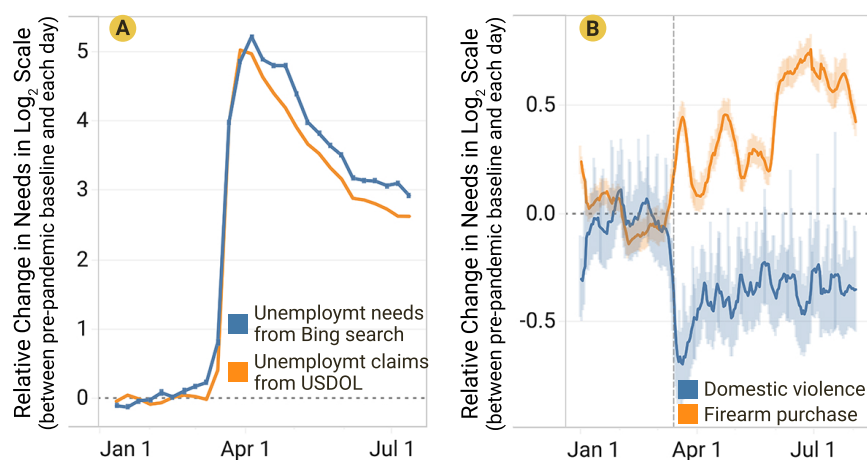 A
Relative Change in Needs in Log2 Scale
(between pre-pandemic baseline and each day)
5
4
3
2
1
0
Unemploymt needs
from Bing search
Unemploymt claims
from USDOL
Jan 1
Apr 1
Jul 1
B
Relative Change in Needs in Log2 Scale
(between pre-pandemic baseline and each day)
0.5
0.0
-0.5
Domestic violence
Firearm purchase
Jan 1
Apr 1
Jul 1